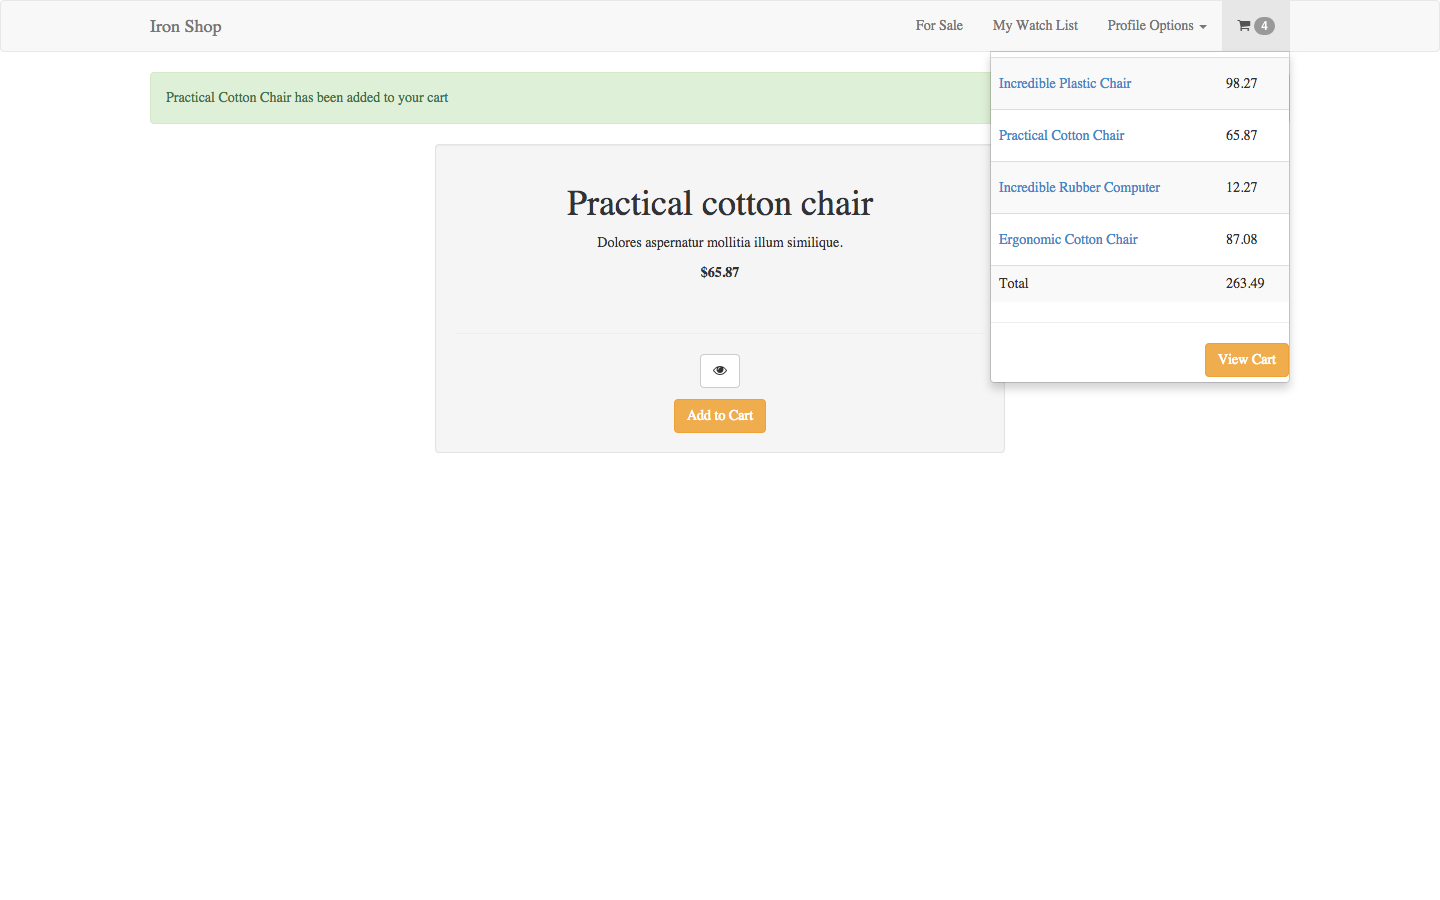 Iron Shop
For Sale
My Watch List
Profile Options
4
Practical Cotton Chair has been added to your cart
Incredible Plastic Chair 98.27
Practical Cotton Chair 65.87
Incredible Rubber Computer 12.27
Ergonomic Cotton Chair 87.08
Total 263.49
View Cart
Practical cotton chair
Dolores aspernatur mollitia illum similique.
$65.87
Add to Cart